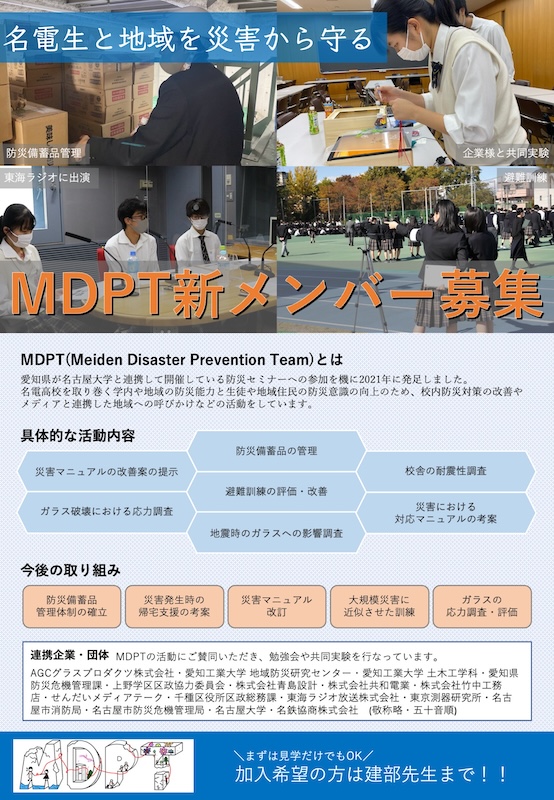 名電生と地域を災害から守る
防災備蓄品管理
企業様と共同実験
東海ラジオに出演
避難訓練
MDPT新メンバー募集
MDPT(Meiden Disaster Prevention Team)とは
愛知県が名古屋大学と連携して開催している防災セミナーへの参加を機に2021年に発足しました。
名電高校を取り巻く学内や地域の防災能力と生徒や地域住民の防災意識の向上のため、校内防災対策の改善や
メディアと連携した地域への呼びかけなどの活動をしています。
具体的な活動内容
防災備蓄品の管理
災害マニュアルの改善案の提示
校舎の耐震性調査
避難訓練の評価・改善
ガラス破壊における応力調査
災害における
対応マニュアルの考案
地震時のガラスへの影響調査
今後の取り組み
防災備蓄品
管理体制の確立
災害発生時の
帰宅支援の考案
災害マニュアル
改訂
大規模災害に
近似させた訓練
ガラスの
応力調査・評価
連携企業・団体 MDPTの活動にご賛同いただき、勉強会や共同実験を行なっています。
AGCグラスプロダクツ株式会社・愛知工業大学 地域防災研究センター・愛知工業大学 土木工学科・愛知県
防災危機管理課・上野学区区政協力委員会・株式会社青島設計・株式会社共和電業・株式会社竹中工務
店・せんだいメディアテーク・千種区役所区政総務課・東海ラジオ放送株式会社・東京測器研究所・名古
屋市消防局・名古屋市防災危機管理局・名古屋大学・名鉄協商株式会社 (敬称略・五十音順)
MDPT
＼まずは見学だけでもOK／
加入希望の方は建部先生まで！！